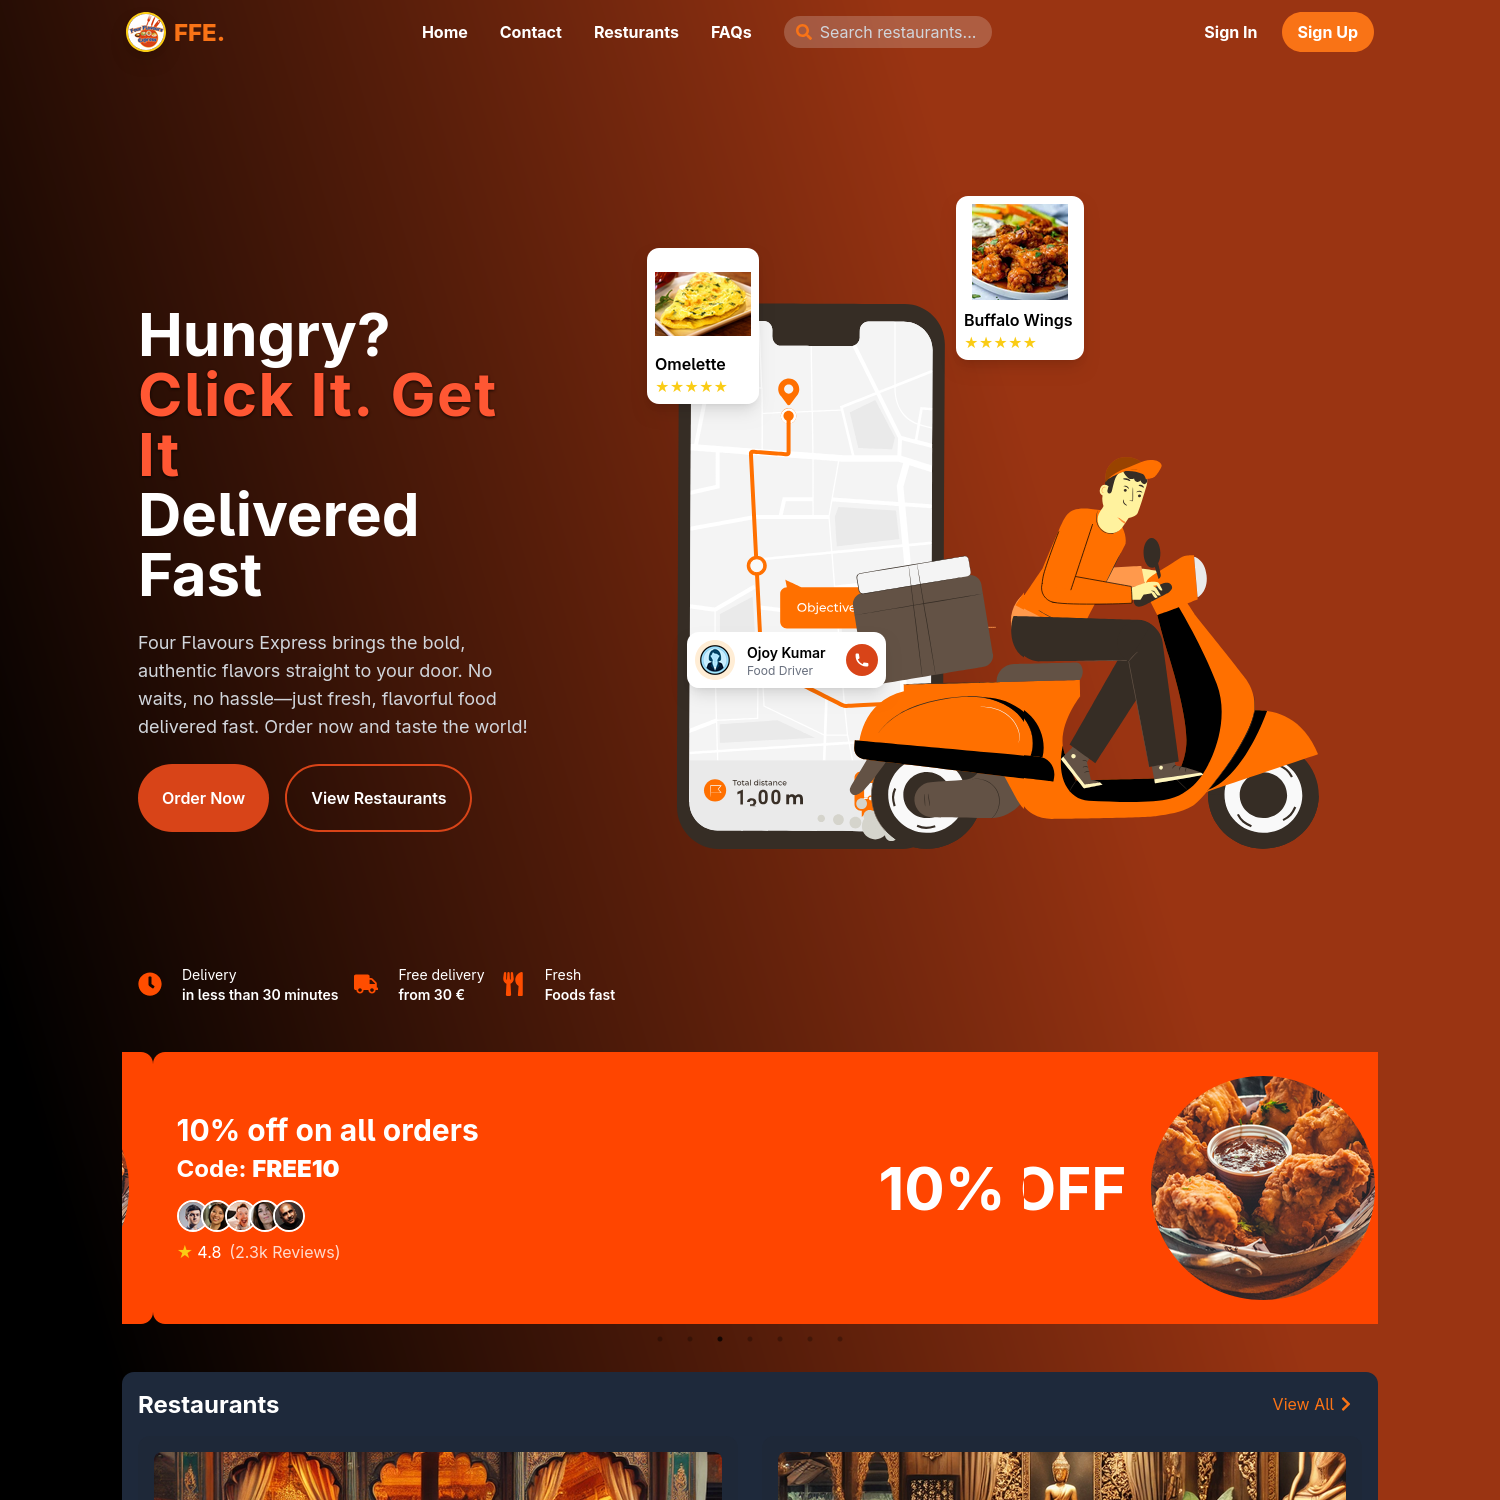 FFE.
Home
Contact
Resturants
FAQs
Search restaurants...
Sign In
Sign Up
Hungry?
Click It. Get
It
Delivered
Fast
Four Flavours Express brings the bold,
authentic flavors straight to your door. No
waits, no hassle—just fresh, flavorful food
delivered fast. Order now and taste the world!
Order Now
View Restaurants
Omelette
★★★★★
Buffalo Wings
★★★★★
Objective
Ojoy Kumar
Food Driver
Total distance
Delivery
in less than 30 minutes
Free delivery
from 30 €
Fresh
Foods fast
10% off on all orders
Code: FREE10
★ 4.8 (2.3k Reviews)
10% OFF
Restaurants
View All